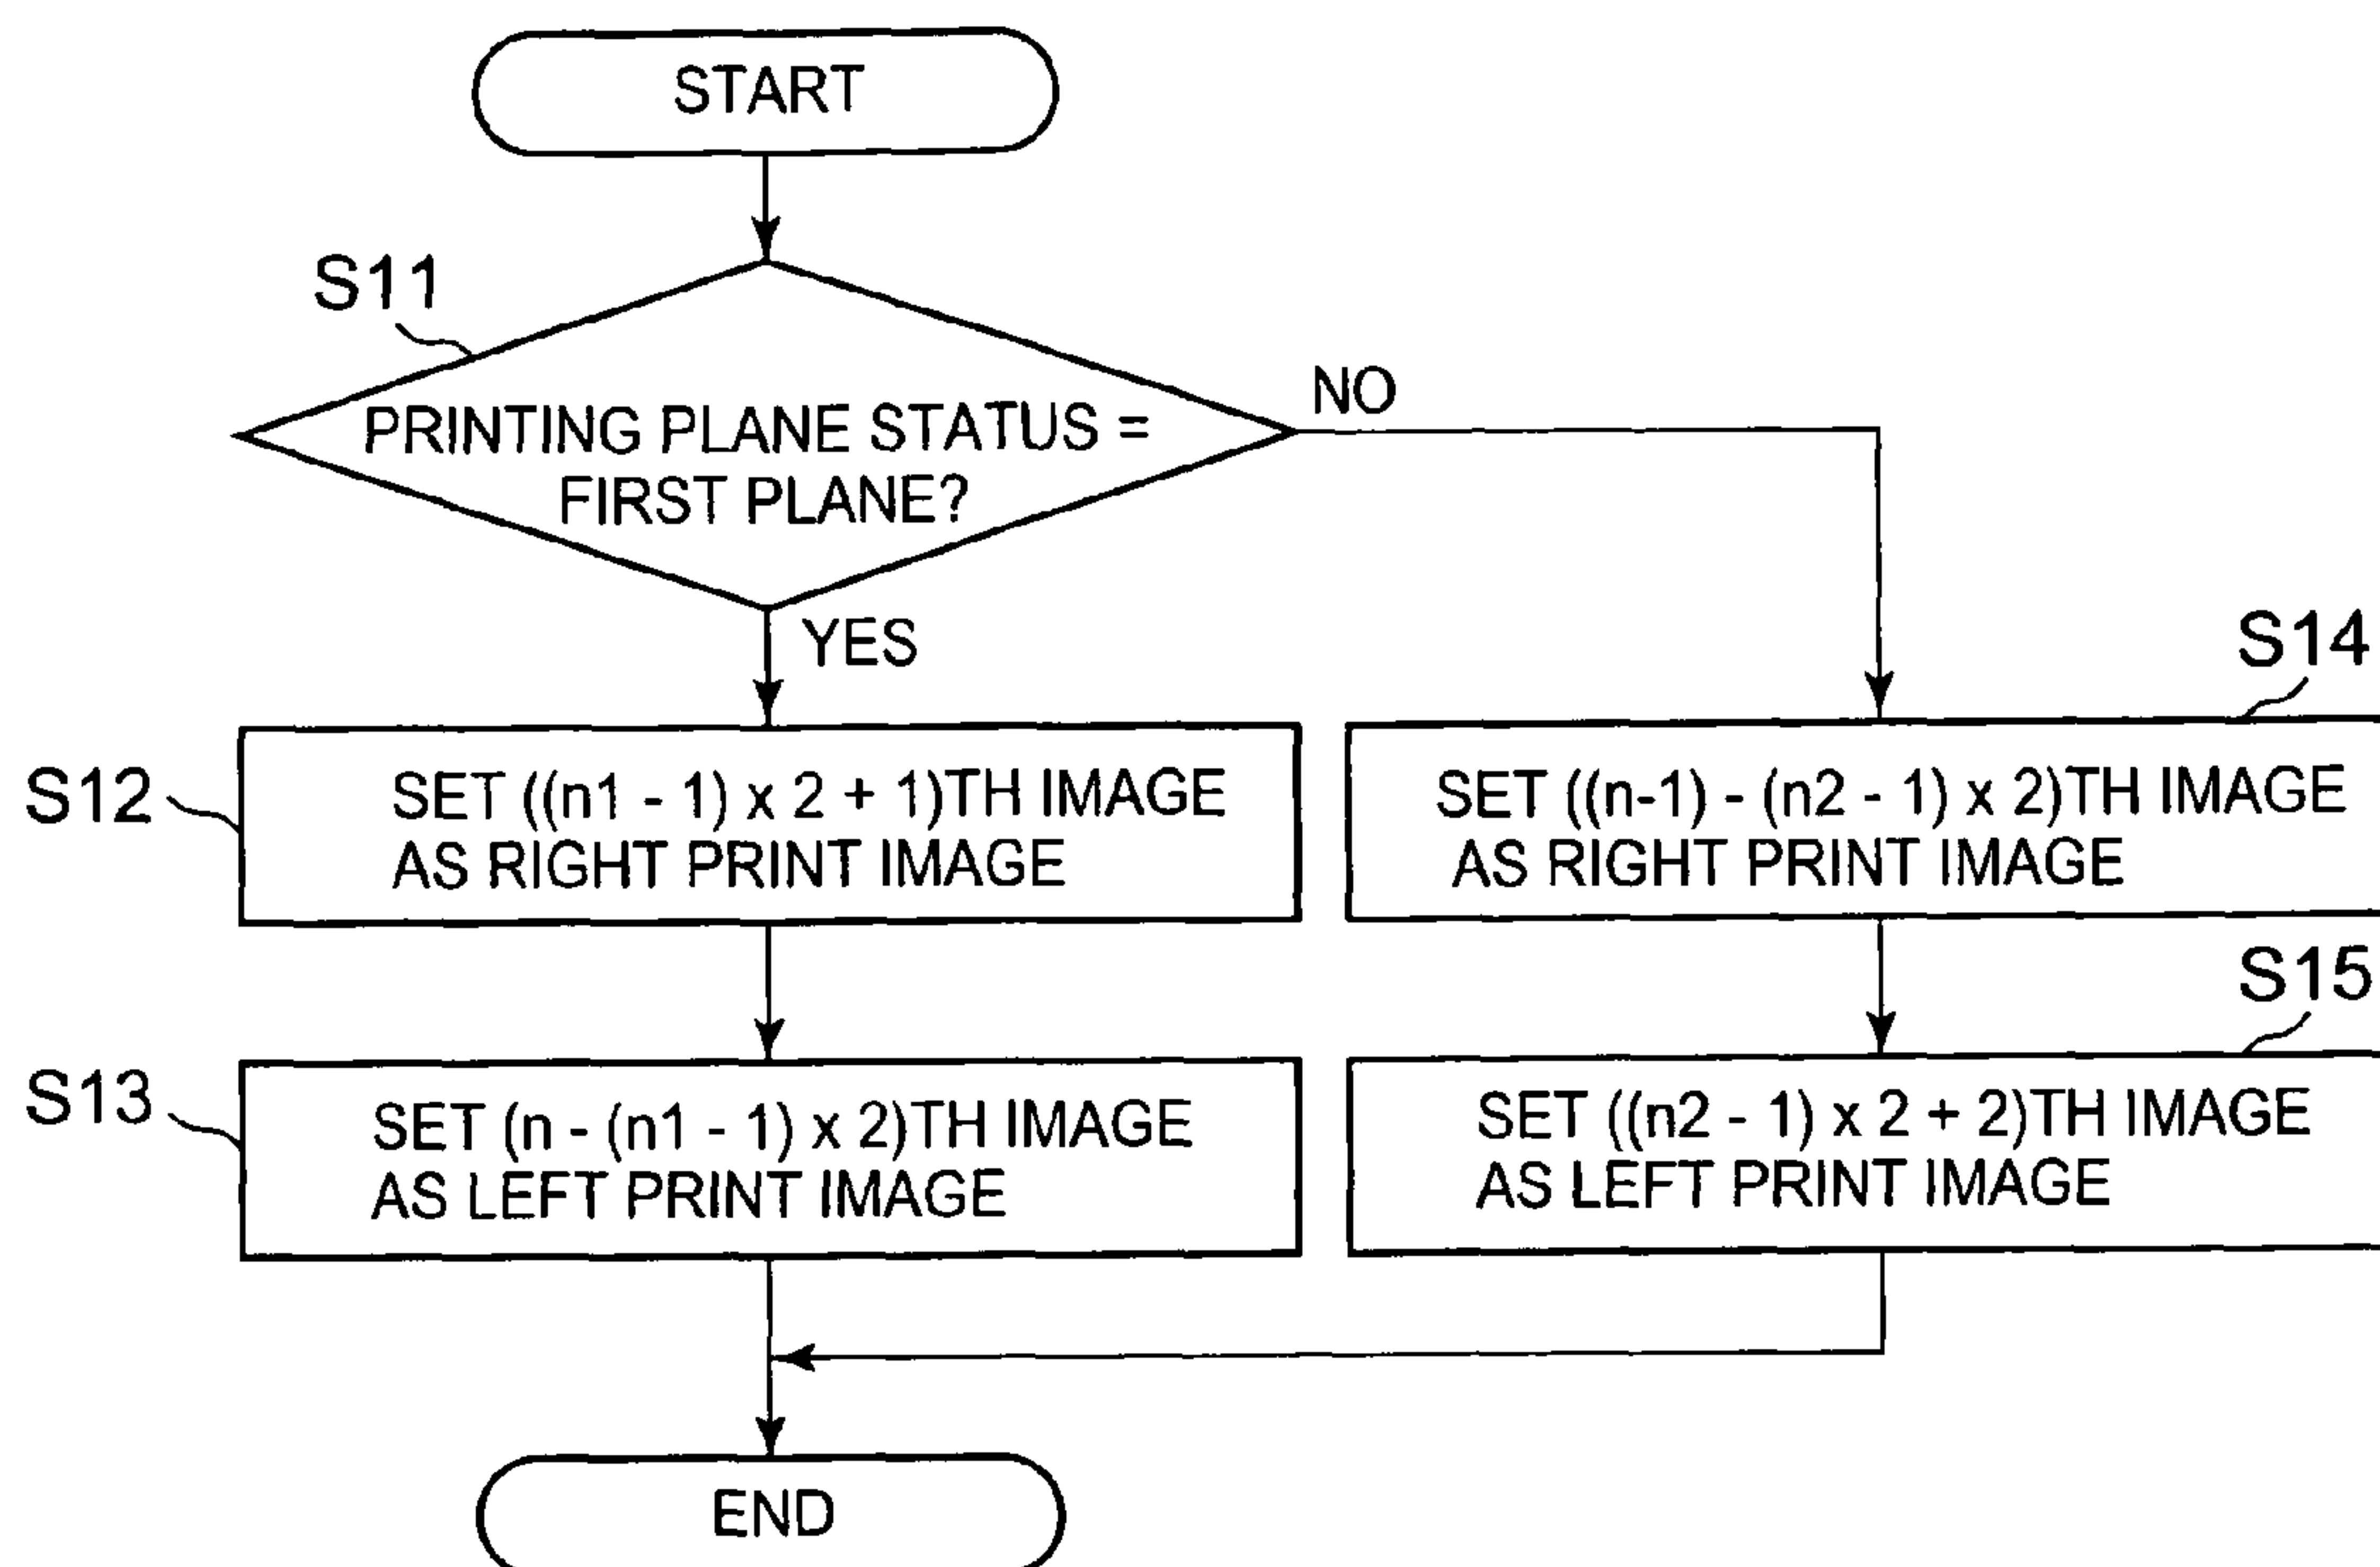 START
S11
PRINTING PLANE STATUS =
FIRST PLANE?
NO
YES
S12
SET ((n1 - 1) x 2 + 1)TH IMAGE
AS RIGHT PRINT IMAGE
S14
SET ((n-1) - (n2 - 1) x 2)TH IMAGE
AS RIGHT PRINT IMAGE
S13
SET (n - (n1 - 1) x 2)TH IMAGE
AS LEFT PRINT IMAGE
S15
SET ((n2 - 1) x 2 + 2)TH IMAGE
AS LEFT PRINT IMAGE
END